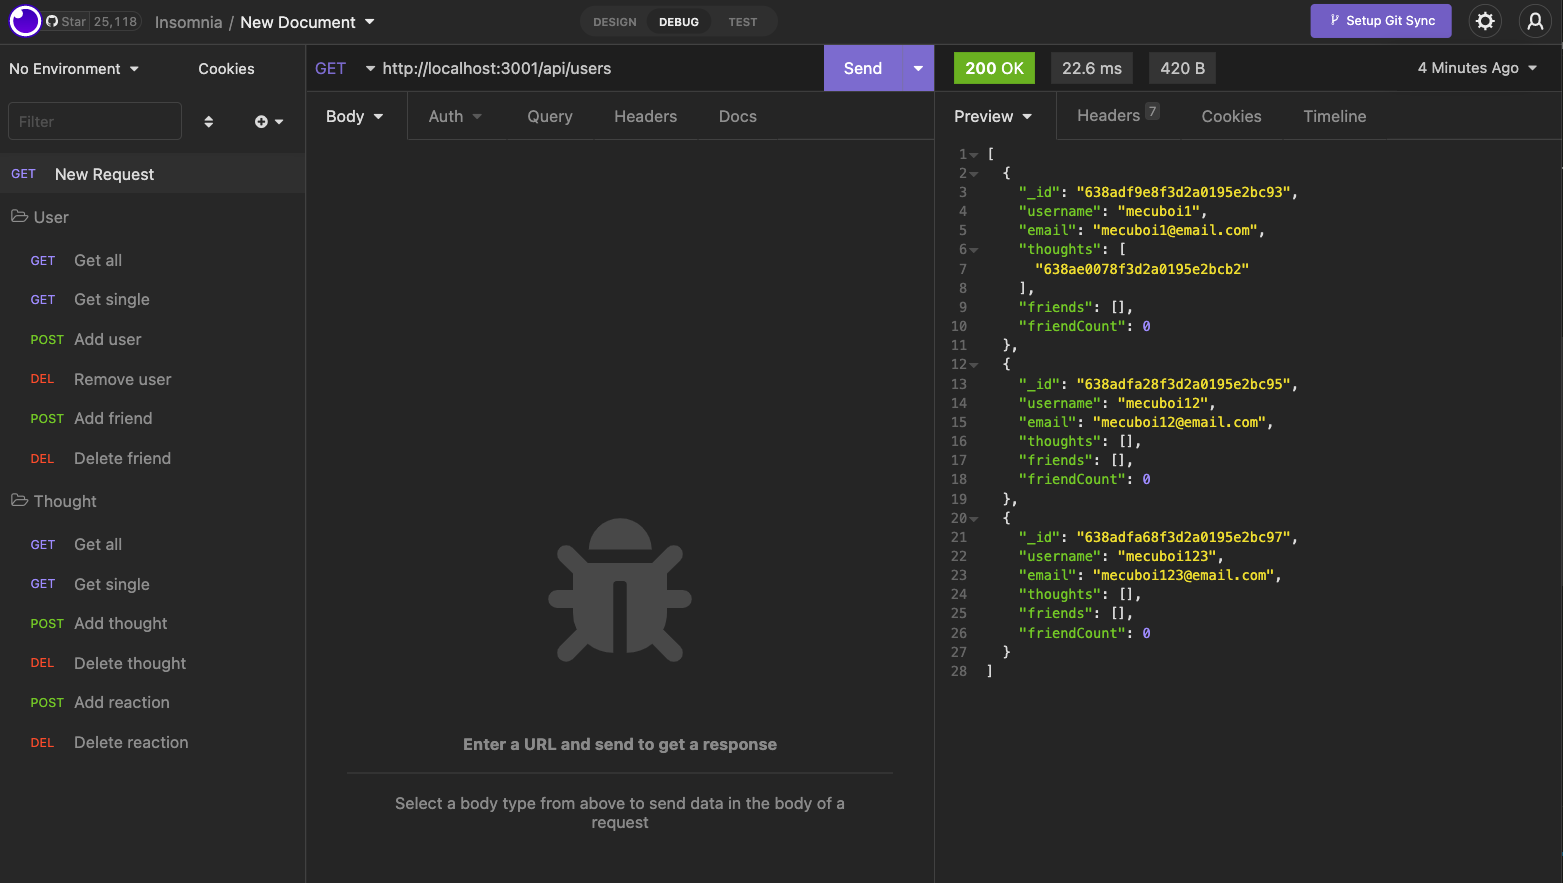 Star 25,118 Insomnia / New Document
DESIGN DEBUG TEST
Setup Git Sync
No Environment Cookies
Filter
GET New Request
User
GET Get all
GET Get single
POST Add user
DEL Remove user
POST Add friend
DEL Delete friend
Thought
GET Get all
GET Get single
POST Add thought
DEL Delete thought
POST Add reaction
DEL Delete reaction
GET http://localhost:3001/api/users Send
Body Auth Query Headers Docs
Enter a URL and send to get a response
Select a body type from above to send data in the body of a
request
200 OK 22.6 ms 420 B 4 Minutes Ago
Preview Headers 7 Cookies Timeline
1 [
2 {
3 "_id": "638adf9e8f3d2a0195e2bc93",
4 "username": "mecuboi1",
5 "email": "mecuboi1@email.com",
6 "thoughts": [
7 "638ae0078f3d2a0195e2bcb2"
8 ],
9 "friends": [],
10 "friendCount": 0
11 },
12 {
13 "_id": "638adfa28f3d2a0195e2bc95",
14 "username": "mecuboi12",
15 "email": "mecuboi12@email.com",
16 "thoughts": [],
17 "friends": [],
18 "friendCount": 0
19 },
20 {
21 "_id": "638adfa68f3d2a0195e2bc97",
22 "username": "mecuboi123",
23 "email": "mecuboi123@email.com",
24 "thoughts": [],
25 "friends": [],
26 "friendCount": 0
27 }
28 ]